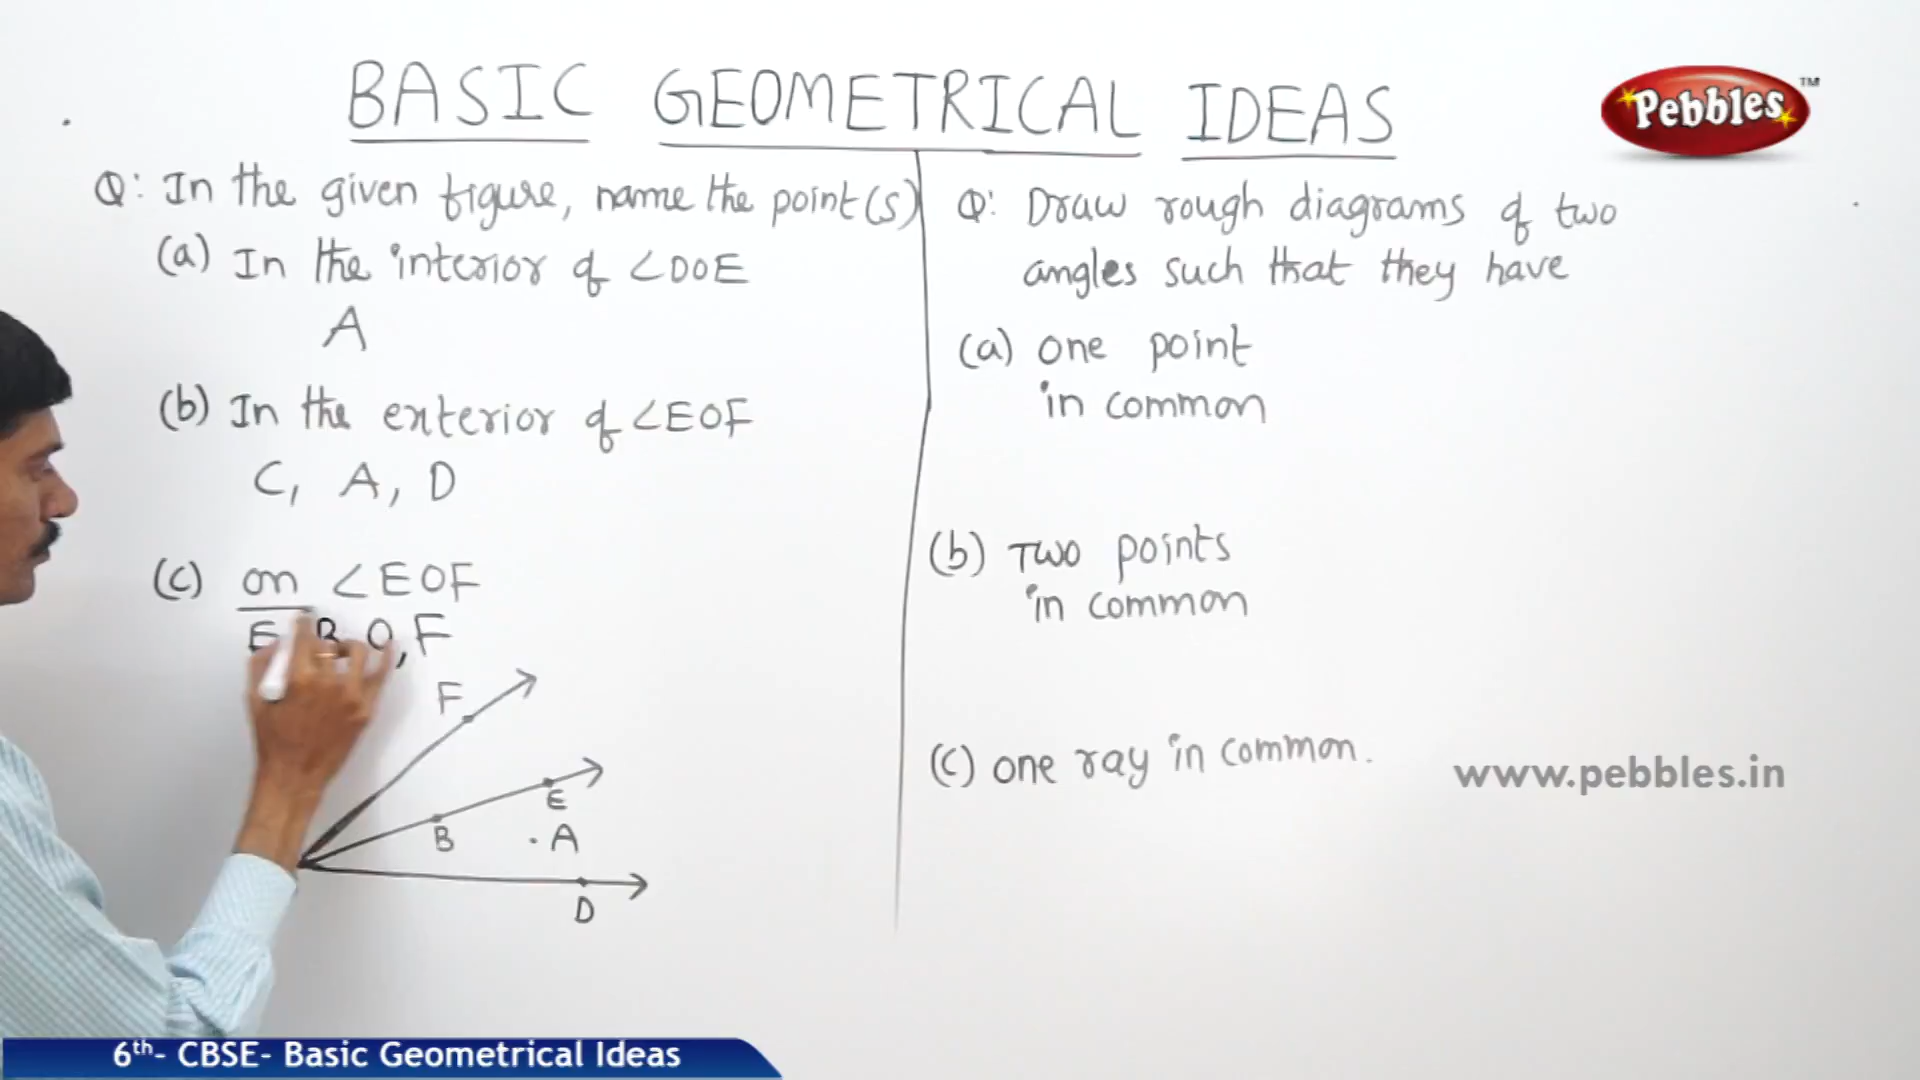 BASIC GEOMETRICAL IDEAS
Pebbles TM
Q: In the given figure, name the point(s)
(a) In the interior of ∠DOE
A
(b) In the exterior of ∠EOF
C, A, D
(c) on ∠EOF
E B O, F
F
E
B
. A
D
Q: Draw rough diagrams of two
angles such that they have
(a) one point
in common
(b) Two points
in common
(c) one ray in common.
www.pebbles.in
6th- CBSE- Basic Geometrical Ideas